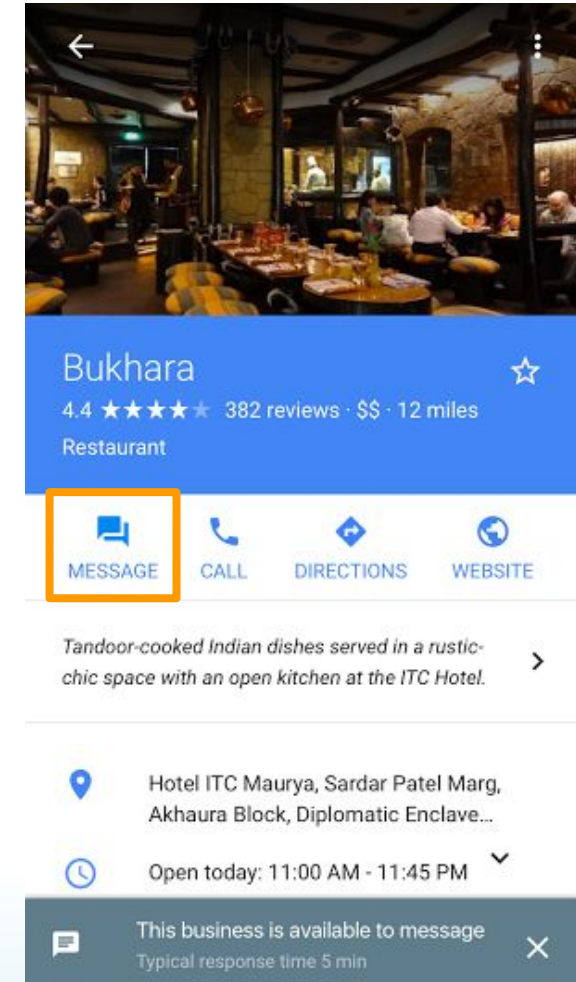 Bukhara
4.4 ★★★★★ 382 reviews · $$ · 12 miles
Restaurant
MESSAGE CALL DIRECTIONS WEBSITE
Tandoor-cooked Indian dishes served in a rustic-
chic space with an open kitchen at the ITC Hotel.
Hotel ITC Maurya, Sardar Patel Marg,
Akhaura Block, Diplomatic Enclave...
Open today: 11:00 AM - 11:45 PM
This business is available to message
Typical response time 5 min